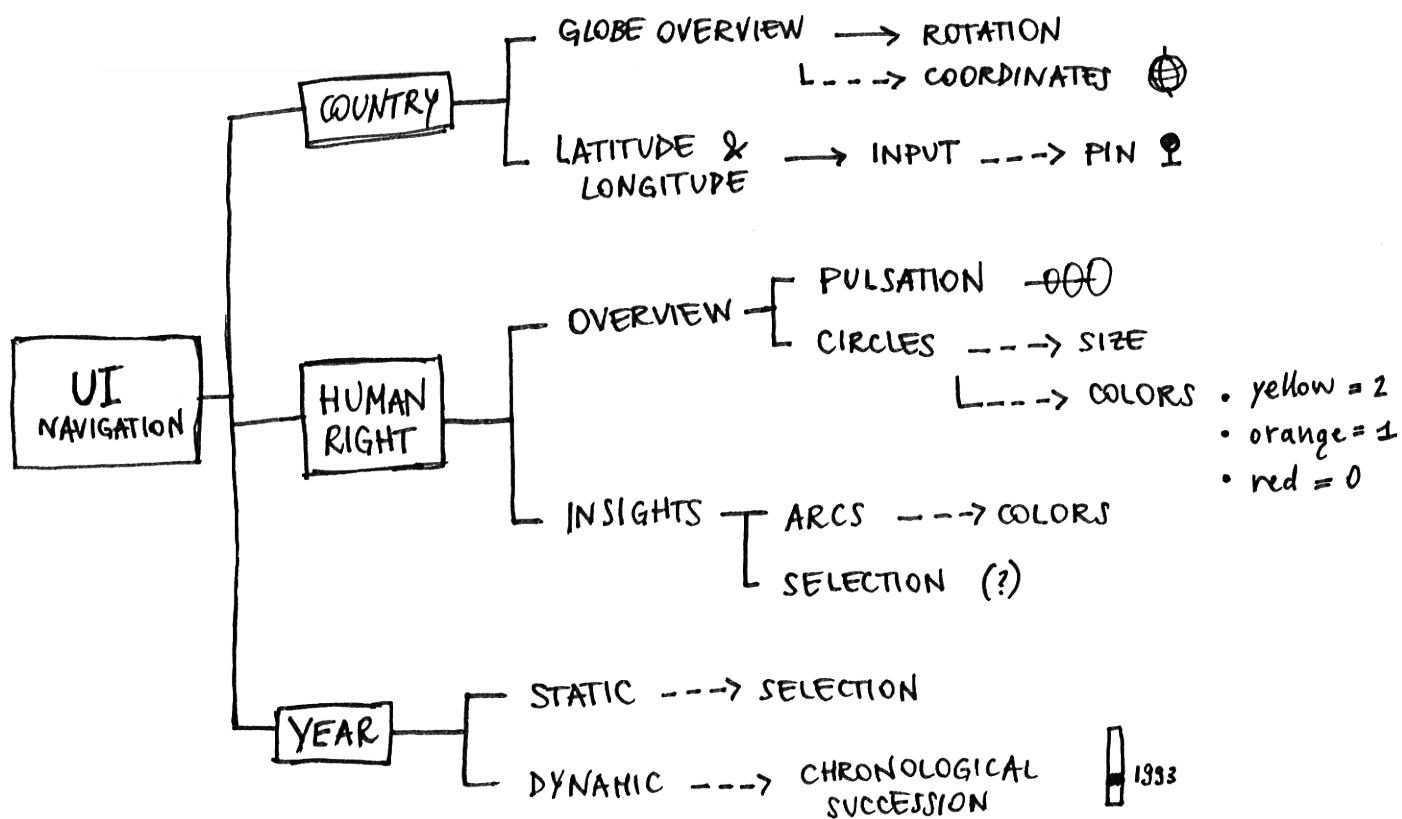 GLOBE OVERVIEW → ROTATION
COORDINATES
COUNTRY
LATITUDE & LONGITUDE → INPUT ---> PIN
UI NAVIGATION
HUMAN RIGHT
OVERVIEW
PULSATION
CIRCLES ---> SIZE
COLORS
• yellow = 2
• orange = 1
• red = 0
INSIGHTS
ARCS ---> COLORS
SELECTION (?)
YEAR
STATIC ---> SELECTION
DYNAMIC ---> CHRONOLOGICAL SUCCESSION
1993